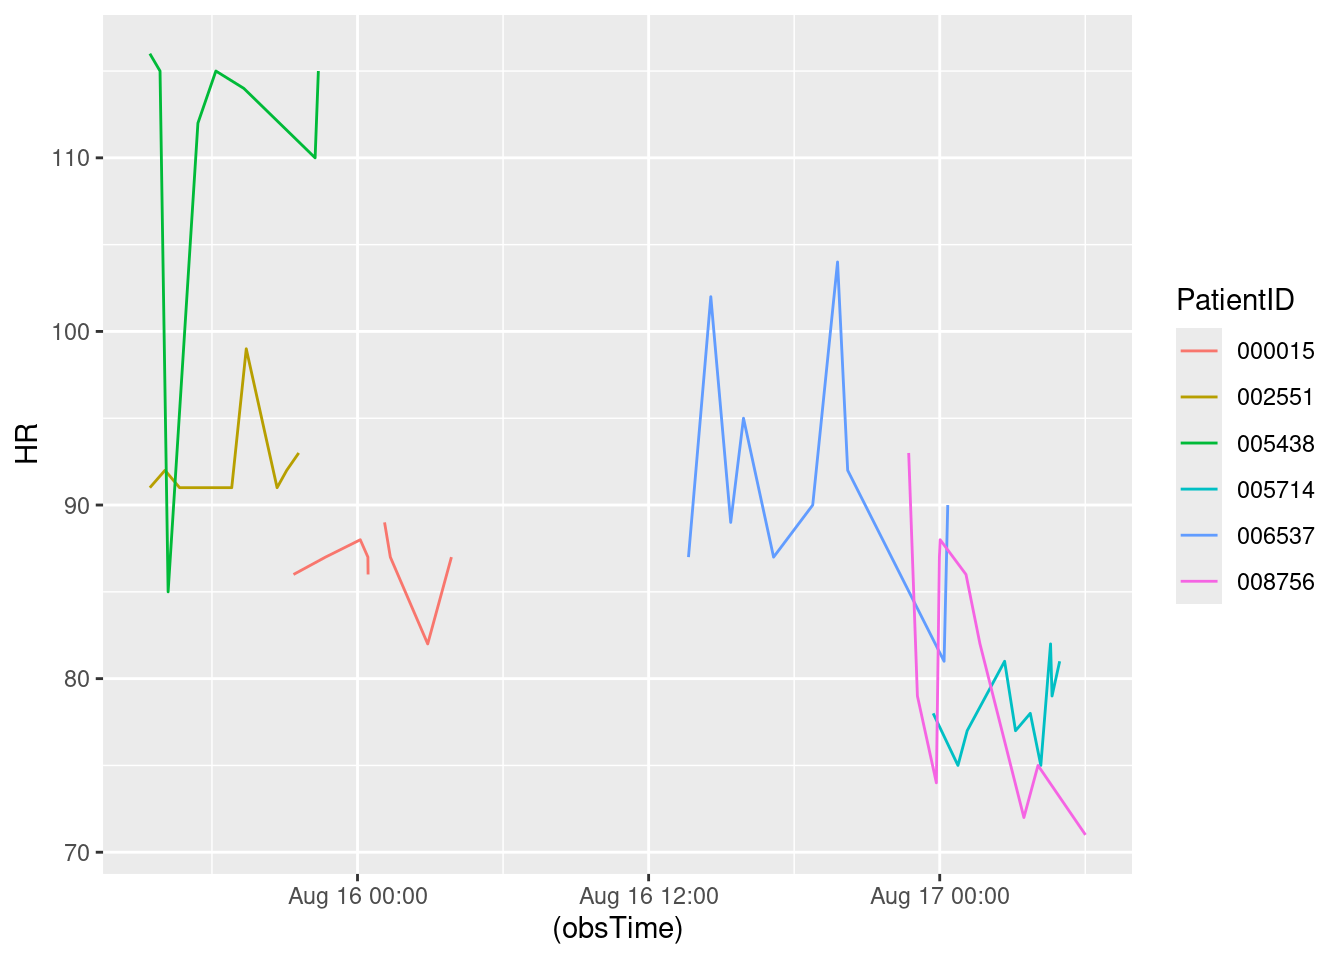 HR
110
100
90
80
70
Aug 16 00:00
Aug 16 12:00
Aug 17 00:00
(obsTime)
PatientID
000015
002551
005438
005714
006537
008756